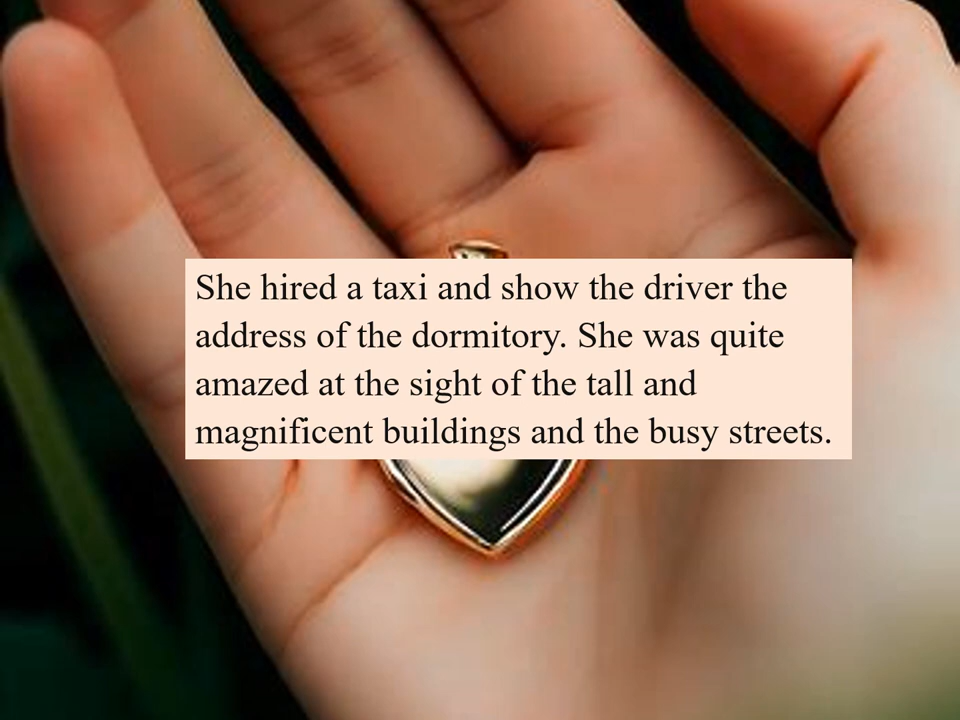 She hired a taxi and show the driver the
address of the dormitory. She was quite
amazed at the sight of the tall and
magnificent buildings and the busy streets.